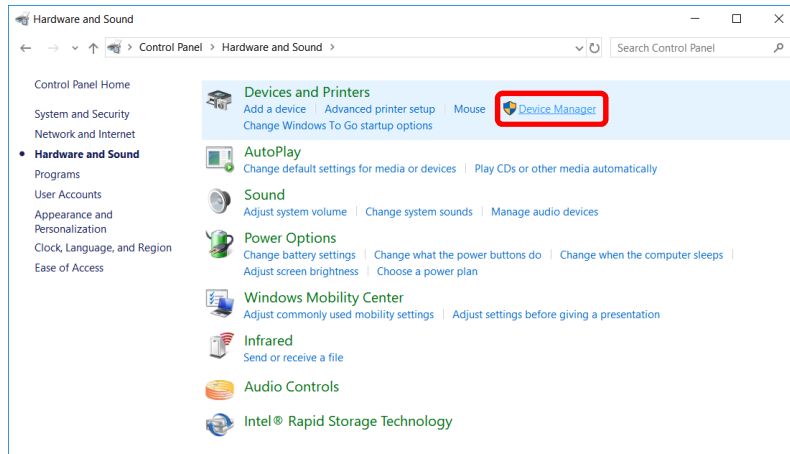 Hardware and Sound
Control Panel > Hardware and Sound >
Search Control Panel
Control Panel Home
System and Security
Network and Internet
Hardware and Sound
Programs
User Accounts
Appearance and
Personalization
Clock, Language, and Region
Ease of Access
Devices and Printers
Add a device | Advanced printer setup | Mouse | Device Manager
Change Windows To Go startup options
AutoPlay
Change default settings for media or devices | Play CDs or other media automatically
Sound
Adjust system volume | Change system sounds | Manage audio devices
Power Options
Change battery settings | Change what the power buttons do | Change when the computer sleeps |
Adjust screen brightness | Choose a power plan
Windows Mobility Center
Adjust commonly used mobility settings | Adjust settings before giving a presentation
Infrared
Send or receive a file
Audio Controls
Intel® Rapid Storage Technology